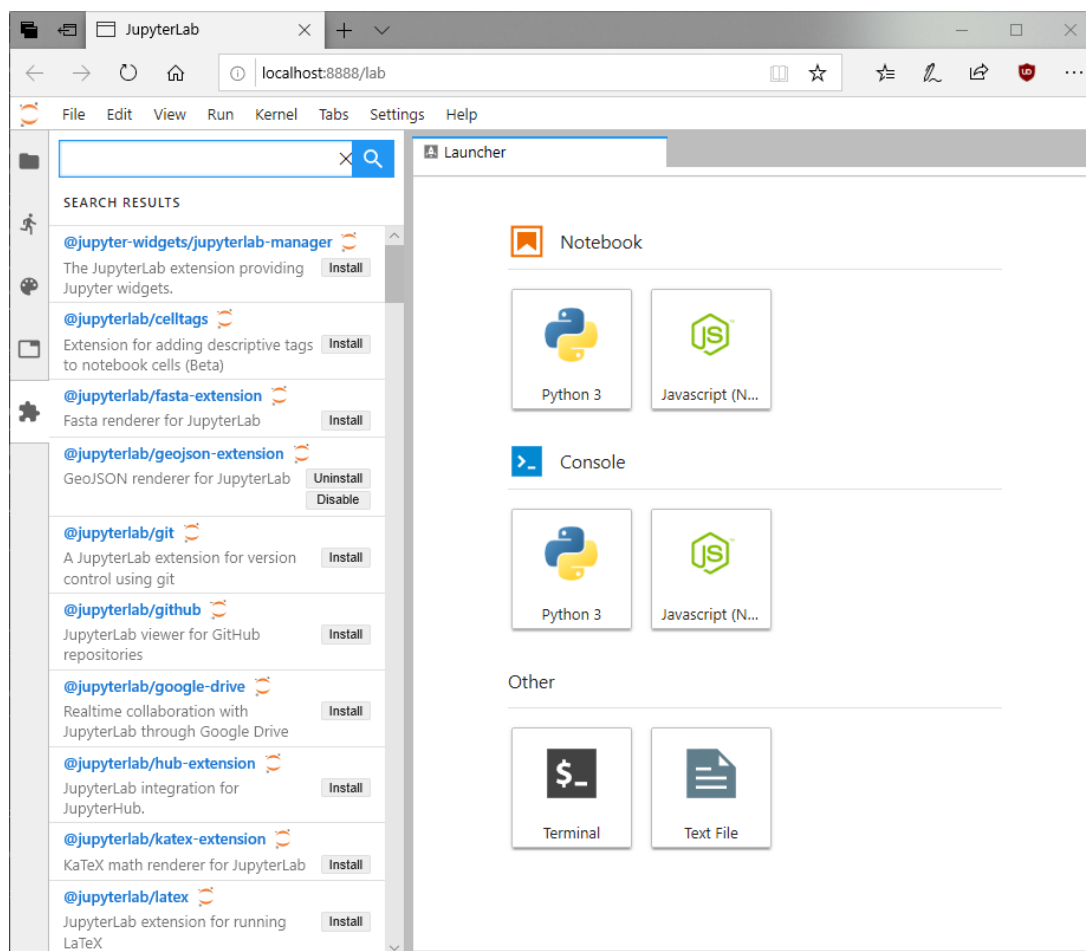 JupyterLab
localhost:8888/lab
UD
File Edit View Run Kernel Tabs Settings Help
Launcher
SEARCH RESULTS
@jupyter-widgets/jupyterlab-manager
The JupyterLab extension providing
Jupyter widgets.
Install
@jupyterlab/celltags
Extension for adding descriptive tags
to notebook cells (Beta)
Install
@jupyterlab/fasta-extension
Fasta renderer for JupyterLab
Install
@jupyterlab/geojson-extension
GeoJSON renderer for JupyterLab
Uninstall
Disable
@jupyterlab/git
A JupyterLab extension for version
control using git
Install
@jupyterlab/github
JupyterLab viewer for GitHub
repositories
Install
@jupyterlab/google-drive
Realtime collaboration with
JupyterLab through Google Drive
Install
@jupyterlab/hub-extension
JupyterLab integration for
JupyterHub.
Install
@jupyterlab/katex-extension
KaTeX math renderer for JupyterLab
Install
@jupyterlab/latex
JupyterLab extension for running
LaTeX
Install
Notebook
Python 3
JS
Javascript (N...
Console
Python 3
JS
Javascript (N...
Other
$_
Terminal
Text File